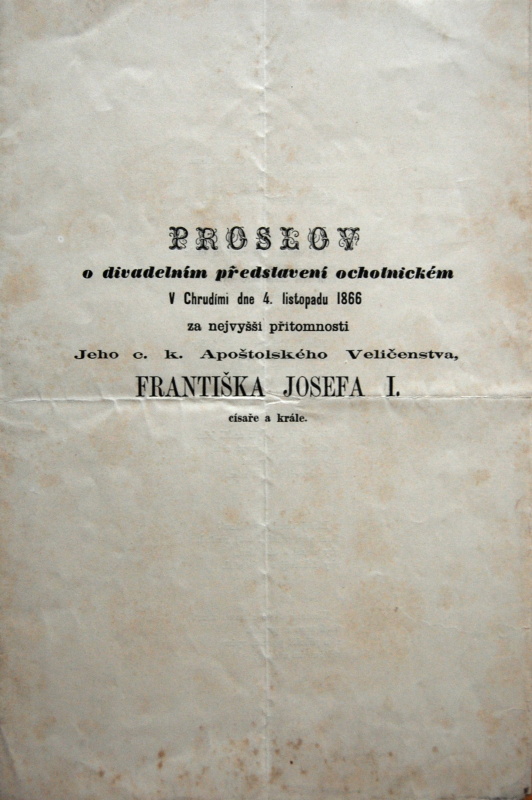 PROSLOV
o divadelním představení ochotnickém
V Chrudimi dne 4. listopadu 1866
za nejvyšší přítomnosti
Jeho c. k. Apoštolského Veličenstva,
FRANTIŠKA JOSEFA I.
císaře a krále.